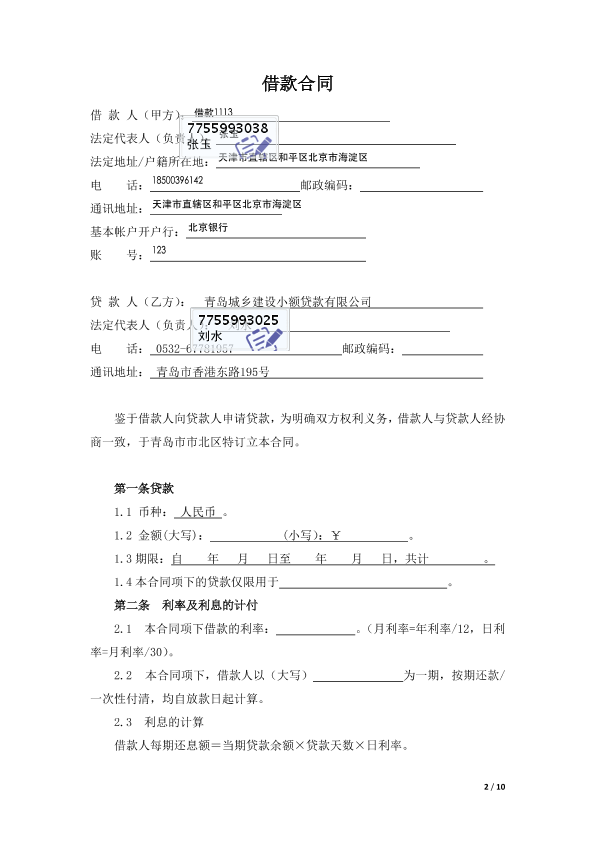 借款合同
借 款 人（甲方）： 借款1113
7755993038
法定代表人（负责人）： 张玉
张玉
法定地址/户籍所在地： 天津市直辖区和平区北京市海淀区
电 话： 18500396142 邮政编码：
通讯地址： 天津市直辖区和平区北京市海淀区
基本帐户开户行： 北京银行
账 号： 123
贷 款 人（乙方）： 青岛城乡建设小额贷款有限公司
7755993025
法定代表人（负责人）： 刘水
刘水
电 话： 0532-67781957 邮政编码：
通讯地址： 青岛市香港东路195号
鉴于借款人向贷款人申请贷款，为明确双方权利义务，借款人与贷款人经协
商一致，于青岛市市北区特订立本合同。
第一条贷款
1.1 币种： 人民币 。
1.2 金额(大写)： (小写)：￥ 。
1.3期限：自 年 月 日至 年 月 日，共计 。
1.4本合同项下的贷款仅限用于 。
第二条 利率及利息的计付
2.1 本合同项下借款的利率： 。（月利率=年利率/12，日利
率=月利率/30）。
2.2 本合同项下，借款人以（大写） 为一期，按期还款/
一次性付清，均自放款日起计算。
2.3 利息的计算
借款人每期还息额＝当期贷款余额×贷款天数×日利率。
2 / 10